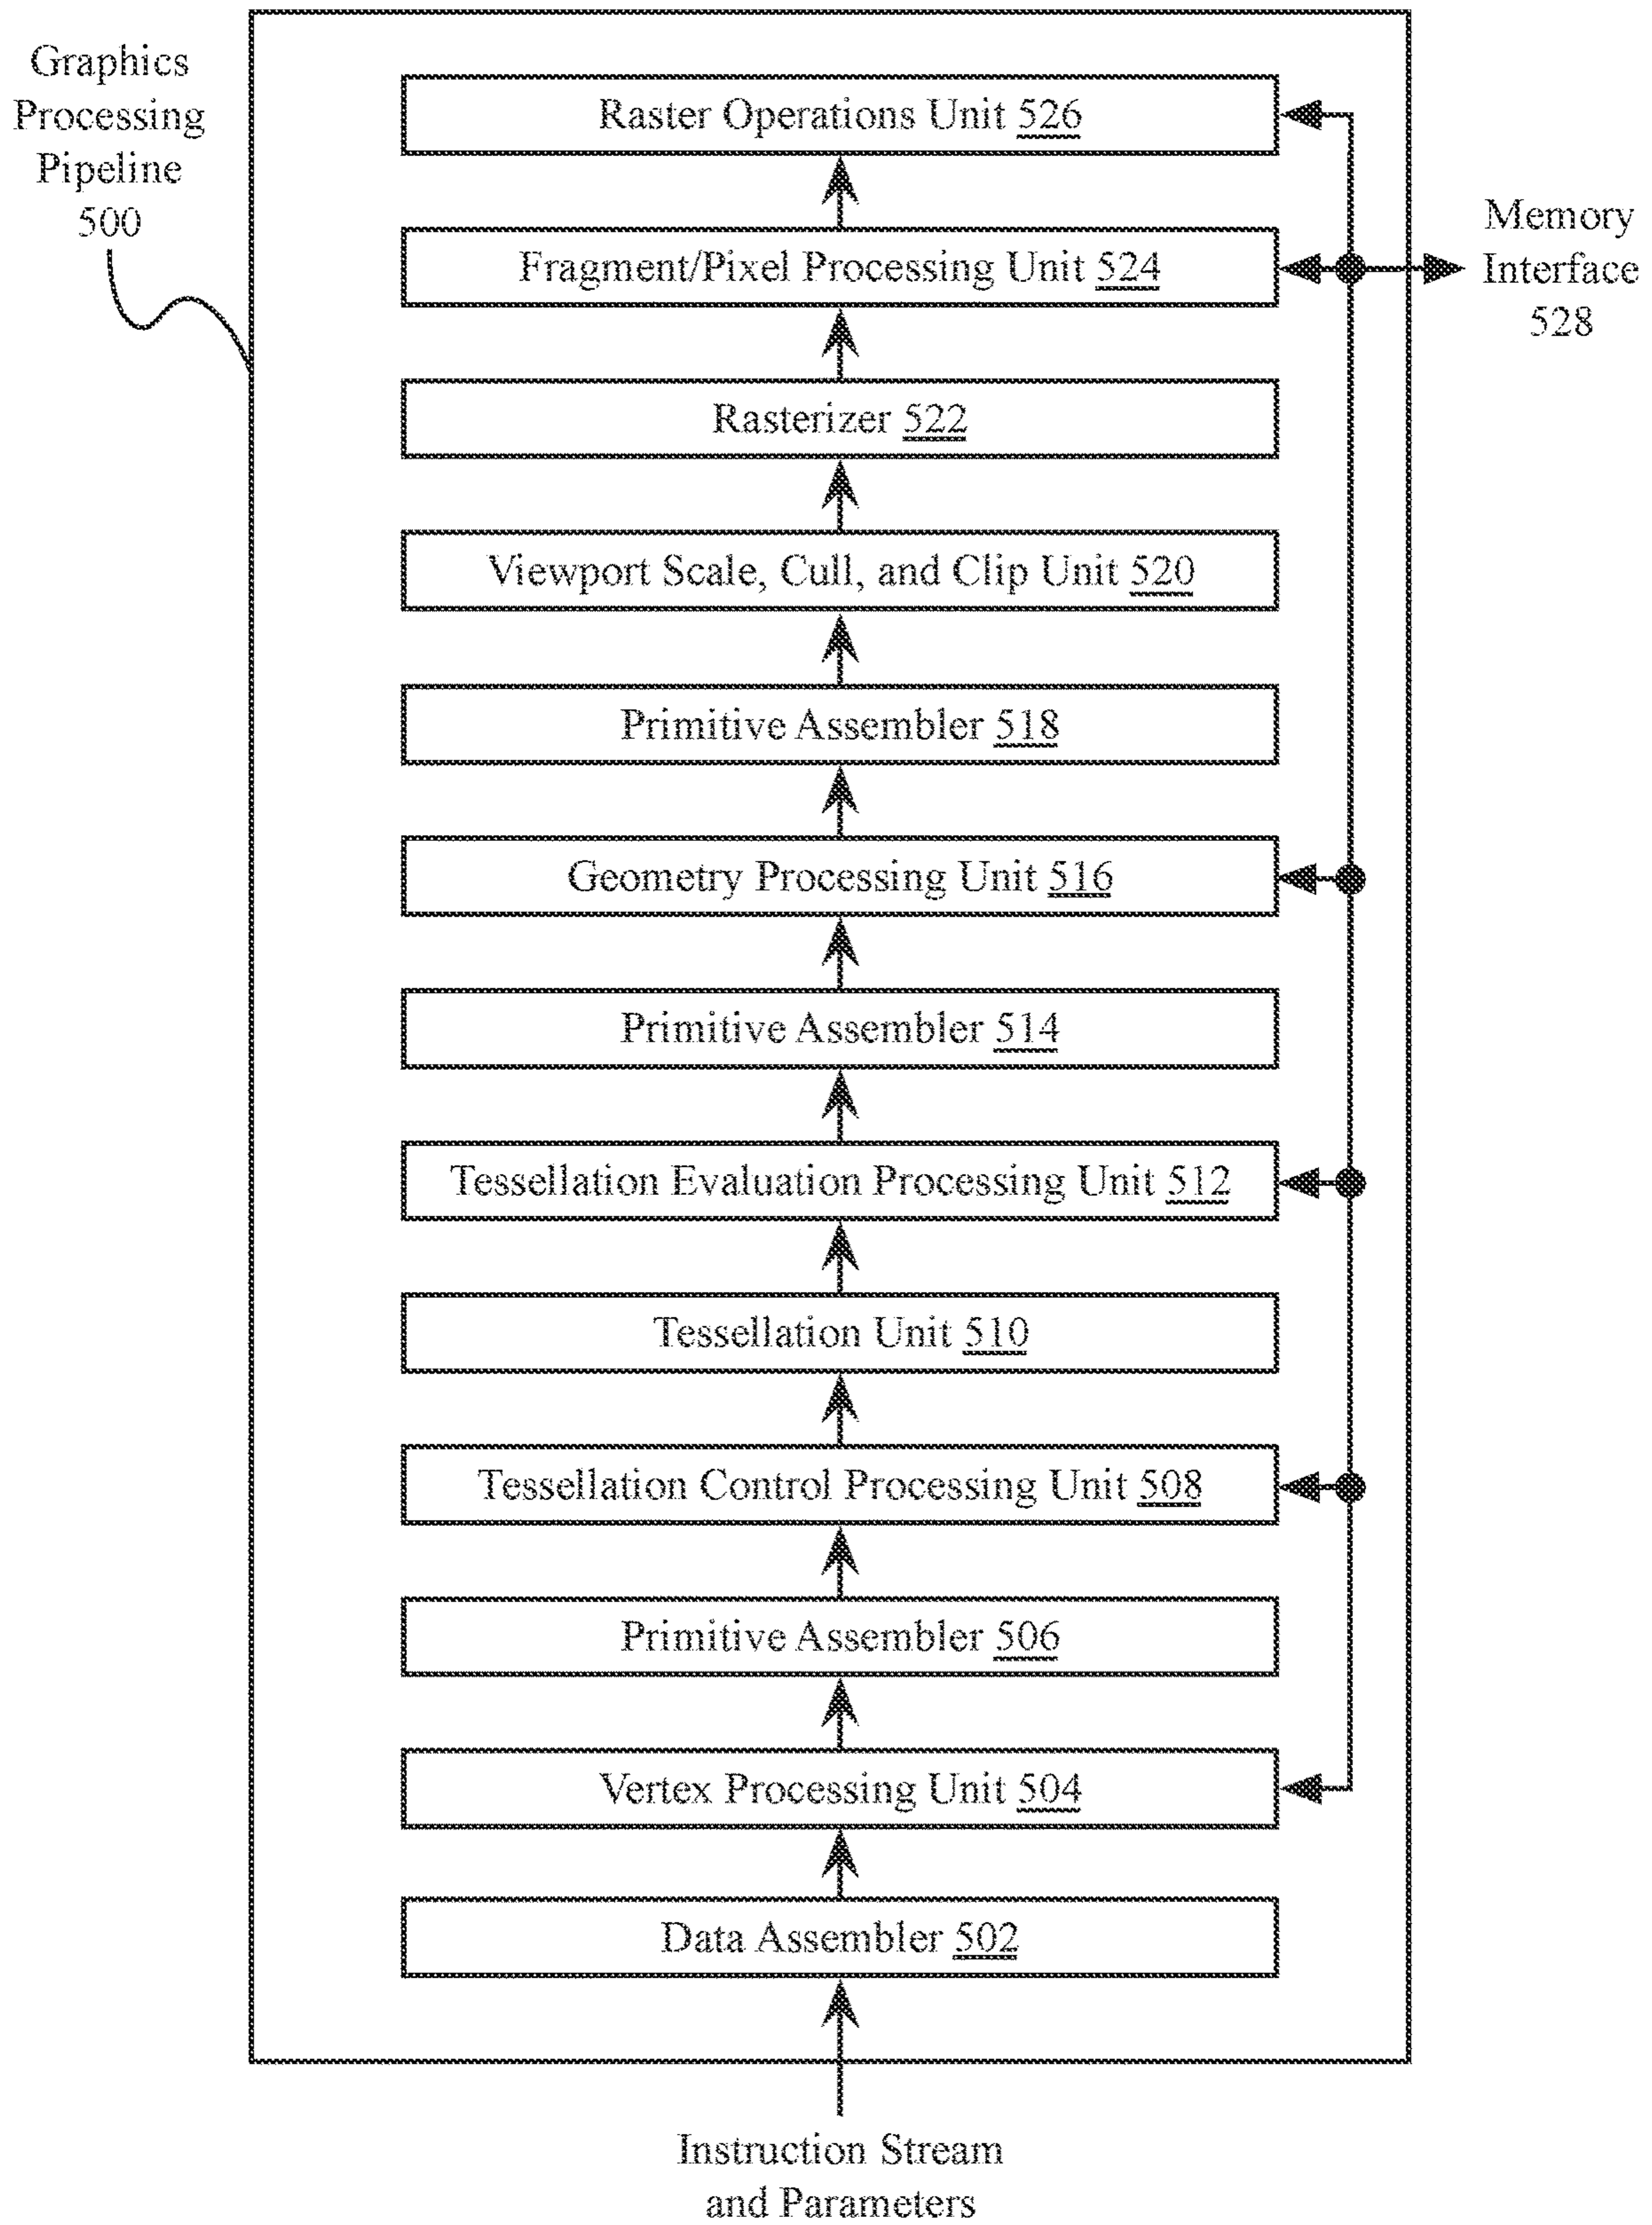 Graphics
Processing
Pipeline
500
Raster Operations Unit 526
Fragment/Pixel Processing Unit 524
Memory
Interface
528
Rasterizer 522
Viewport Scale, Cull, and Clip Unit 520
Primitive Assembler 518
Geometry Processing Unit 516
Primitive Assembler 514
Tessellation Evaluation Processing Unit 512
Tessellation Unit 510
Tessellation Control Processing Unit 508
Primitive Assembler 506
Vertex Processing Unit 504
Data Assembler 502
Instruction Stream
and Parameters